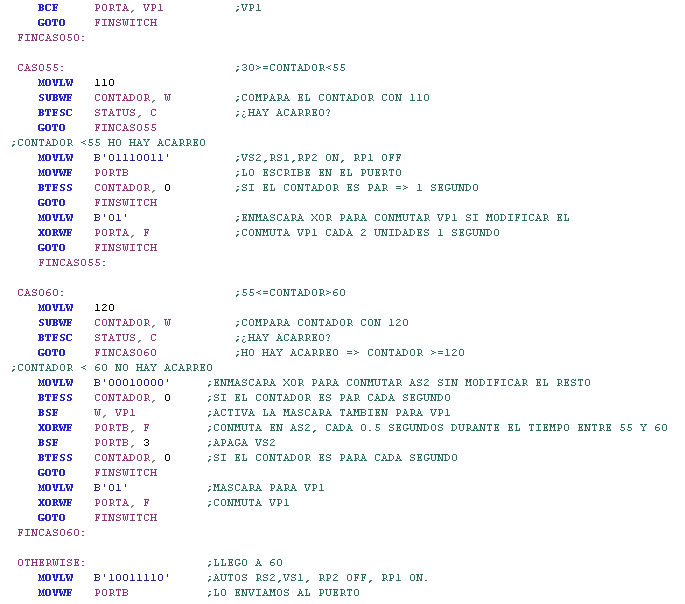 BCF PORTA, VP1 ;VP1
GOTO FINSWITCH
FINCASO50:
CASO55: ;30>=CONTADOR<55
MOVLW 110
SUBWF CONTADOR, W ;COMPARA EL CONTADOR CON 110
BTFSC STATUS, C ;¿HAY ACARREO?
GOTO FINCASO55
;CONTADOR <55 HO HAY ACARREO
MOVLW B'01110011' ;VS2,RS1,RP2 ON, RP1 OFF
MOVWF PORTB ;LO ESCRIBE EN EL PUERTO
BTFSS CONTADOR, 0 ;SI EL CONTADOR ES PAR => 1 SEGUNDO
GOTO FINSWITCH
MOVLW B'01' ;ENMASCARA XOR PARA CONMUTAR VP1 SI MODIFICAR EL
XORWF PORTA, F ;CONMUTA VP1 CADA 2 UNIDADES 1 SEGUNDO
GOTO FINSWITCH
FINCASO55:
CASO60: ;55<=CONTADOR>60
MOVLW 120
SUBWF CONTADOR, W ;COMPARA CONTADOR CON 120
BTFSC STATUS, C ;¿HAY ACARREO?
GOTO FINCASO60 ;HO HAY ACARREO => CONTADOR >=120
;CONTADOR < 60 NO HAY ACARREO
MOVLW B'00010000' ;ENMASCARA XOR PARA CONMUTAR AS2 SIN MODIFICAR EL RESTO
BTFSS CONTADOR, 0 ;SI EL CONTADOR ES PAR CADA SEGUNDO
BSF W, VP1 ;ACTIVA LA MASCARA TAMBIEN PARA VP1
XORWF PORTB, F ;CONMUTA EN AS2, CADA 0.5 SEGUNDOS DURANTE EL TIEMPO ENTRE 55 Y 60
BSF PORTB, 3 ;APAGA VS2
BTFSS CONTADOR, 0 ;SI EL CONTADOR ES PARA CADA SEGUNDO
GOTO FINSWITCH
MOVLW B'01' ;MASCARA PARA VP1
XORWF PORTA, F ;CONMUTA VP1
GOTO FINSWITCH
FINCASO60:
OTHERWISE: ;LLEGO A 60
MOVLW B'10011110' ;AUTOS RS2,VS1, RP2 OFF, RP1 ON.
MOVWF PORTB ;LO ENVIAMOS AL PUERTO